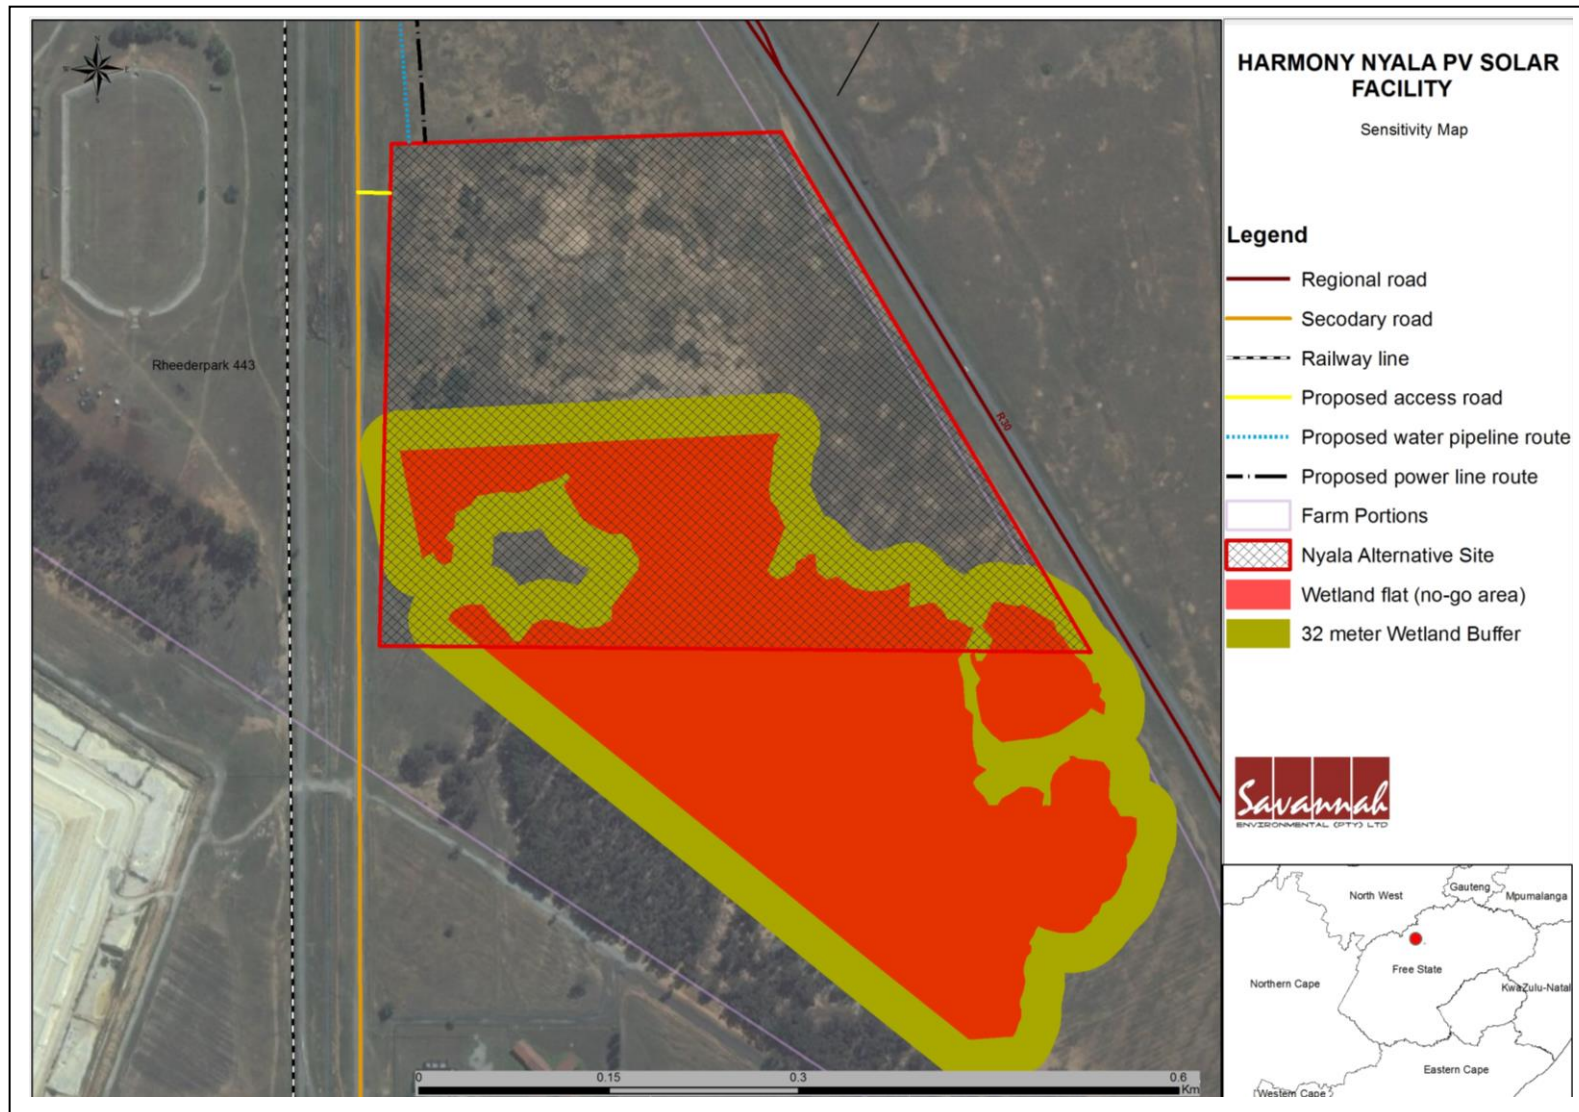 HARMONY NYALA PV SOLAR
FACILITY
Sensitivity Map
Legend
Regional road
Secodary road
Railway line
Proposed access road
Proposed water pipeline route
Proposed power line route
Farm Portions
Nyala Alternative Site
Wetland flat (no-go area)
32 meter Wetland Buffer
N
W
E
S
Rheederpark 443
R30
0
0.15
0.3
0.6
Km
Savannah
ENVIRONMENTAL (PTY) LTD
North West
Gauteng
Mpumalanga
Free State
Northern Cape
KwaZulu-Natal
Eastern Cape
Western Cape